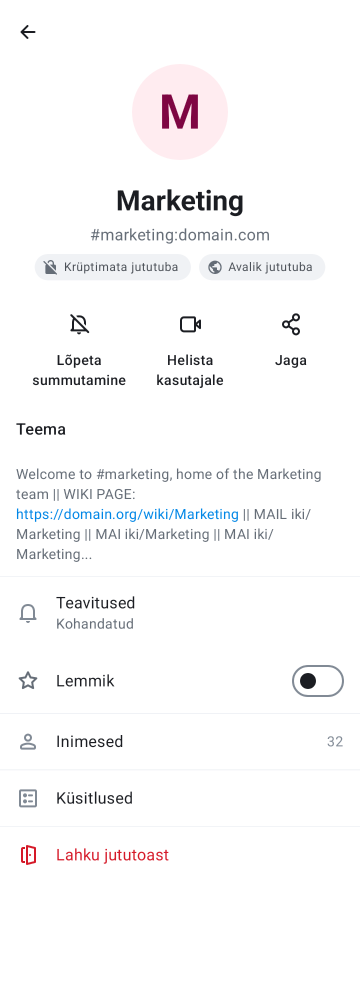 M
Marketing
#marketing:domain.com
Krüptimata jututuba
Avalik jututuba
Lõpeta
summutamine
Helista
kasutajale
Jaga
Teema
Welcome to #marketing, home of the Marketing
team || WIKI PAGE:
https://domain.org/wiki/Marketing || MAIL iki/
Marketing || MAI iki/Marketing || MAI iki/
Marketing...
Teavitused
Kohandatud
Lemmik
Inimesed
32
Küsitlused
Lahku jututoast